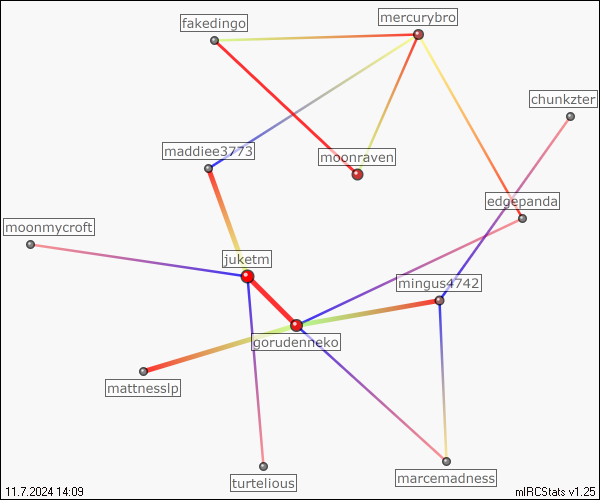 mercurybro
fakedingo
chunkzter
maddiee3773
moonraven
edgepanda
moonmycroft
juketm
mingus4742
gorudenneko
mattnesslp
marcemadness
turtelious
11.7.2024 14:09
mIRCStats v1.25